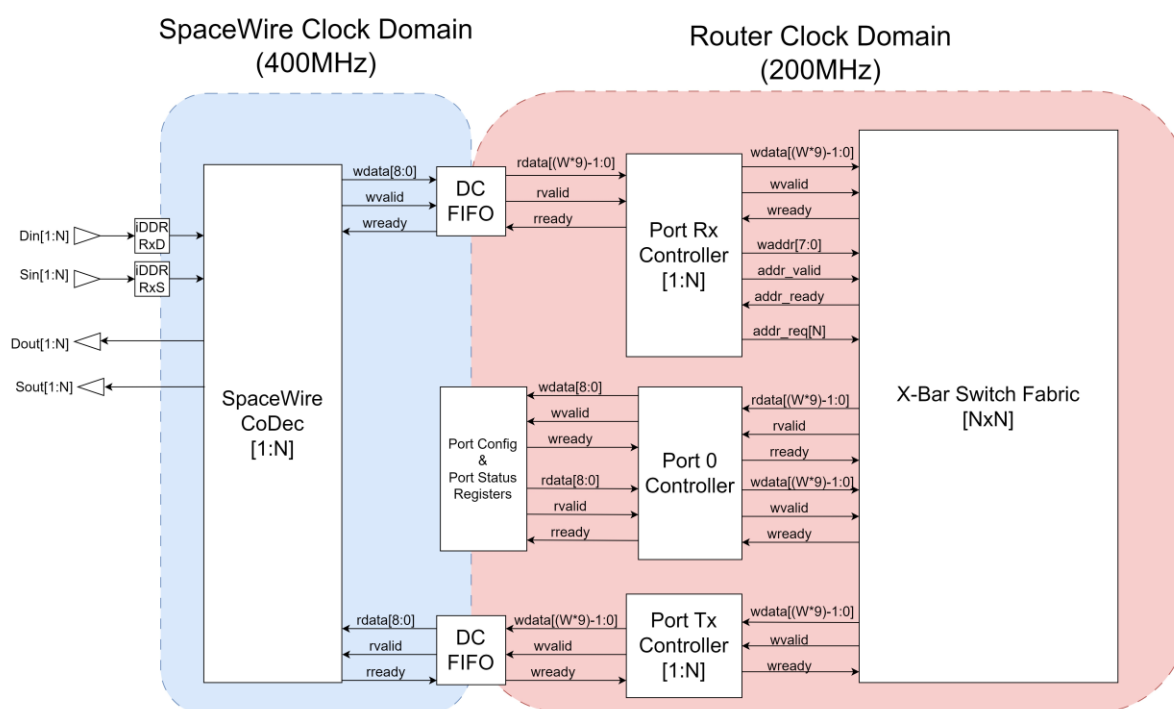 SpaceWire Clock Domain
(400MHz)
Router Clock Domain
(200MHz)
Din[1:N]
iDDR
RxD
Sin[1:N]
iDDR
RxS
Dout[1:N]
Sout[1:N]
SpaceWire
CoDec
[1:N]
wdata[8:0]
wvalid
wready
DC
FIFO
rdata[(W*9)-1:0]
rvalid
rready
Port Rx
Controller
[1:N]
wdata[(W*9)-1:0]
wvalid
wready
waddr[7:0]
addr_valid
addr_ready
addr_req[N]
X-Bar Switch Fabric
[NxN]
Port Config
&
Port Status
Registers
wdata[8:0]
wvalid
wready
rdata[8:0]
rvalid
rready
Port 0
Controller
rdata[(W*9)-1:0]
rvalid
rready
wdata[(W*9)-1:0]
wvalid
wready
rdata[8:0]
rvalid
rready
DC
FIFO
wdata[(W*9)-1:0]
wvalid
wready
Port Tx
Controller
[1:N]
wdata[(W*9)-1:0]
wvalid
wready